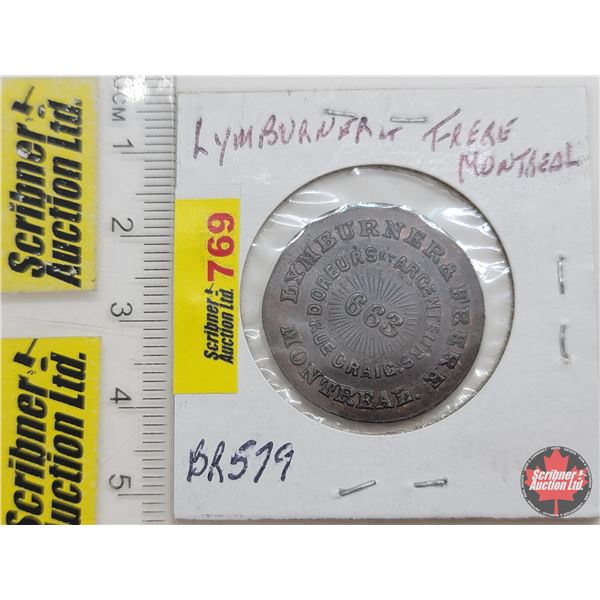 LYMBURNER & FRERE
MONTREAL
Scribner
Auction Ltd.
Scribner
Auction Ltd.
CM 1 2 3 4 5
769
Scribner
Auction Ltd.
LYMBURNER & FRERE
MONTREAL.
DOREURS ET ARGENTEURS
RUE CRAIG.
663
BR579
Scribner
Auction Ltd.